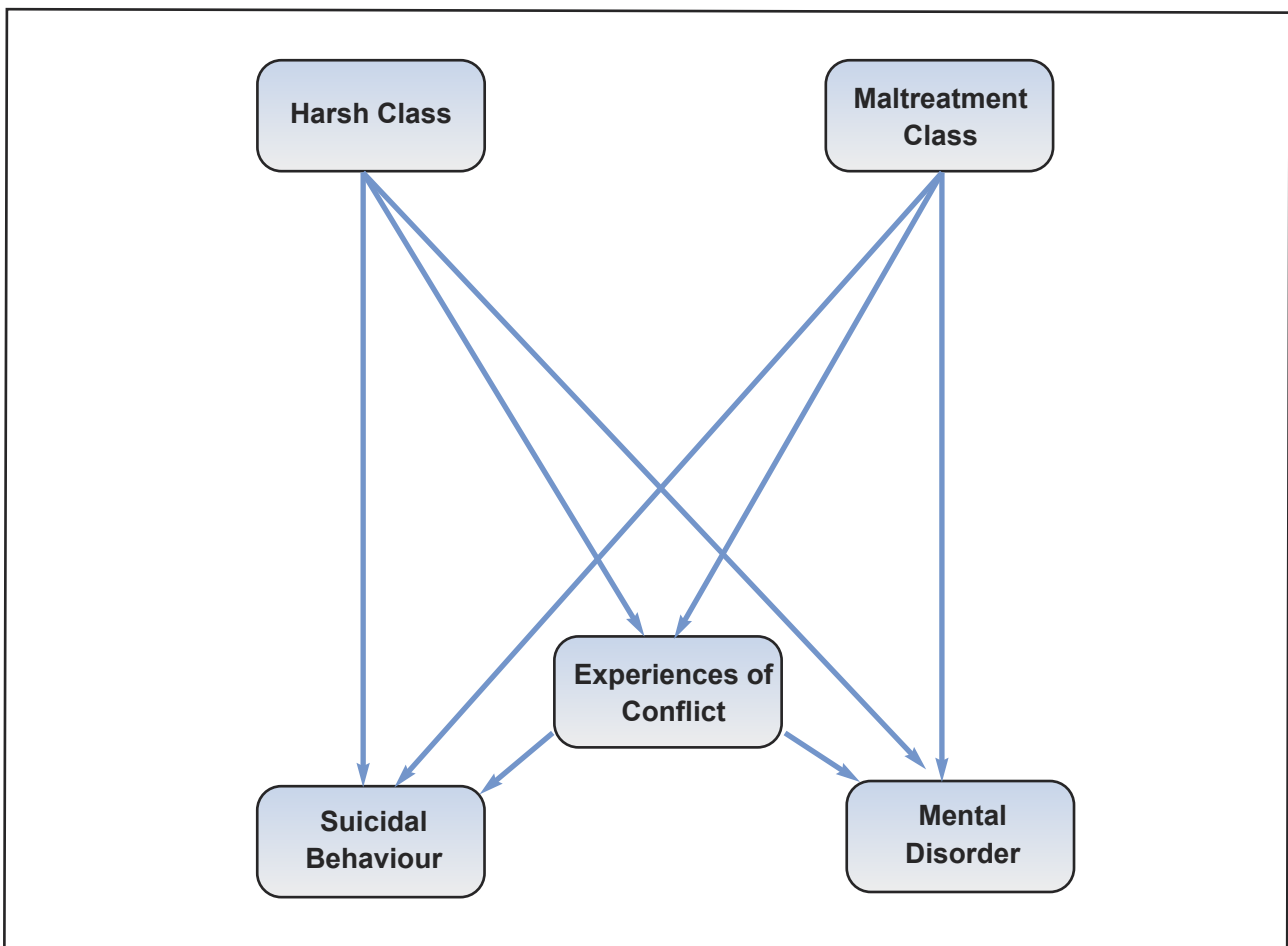 Harsh Class
Maltreatment
Class
Experiences of
Conflict
Suicidal
Behaviour
Mental
Disorder